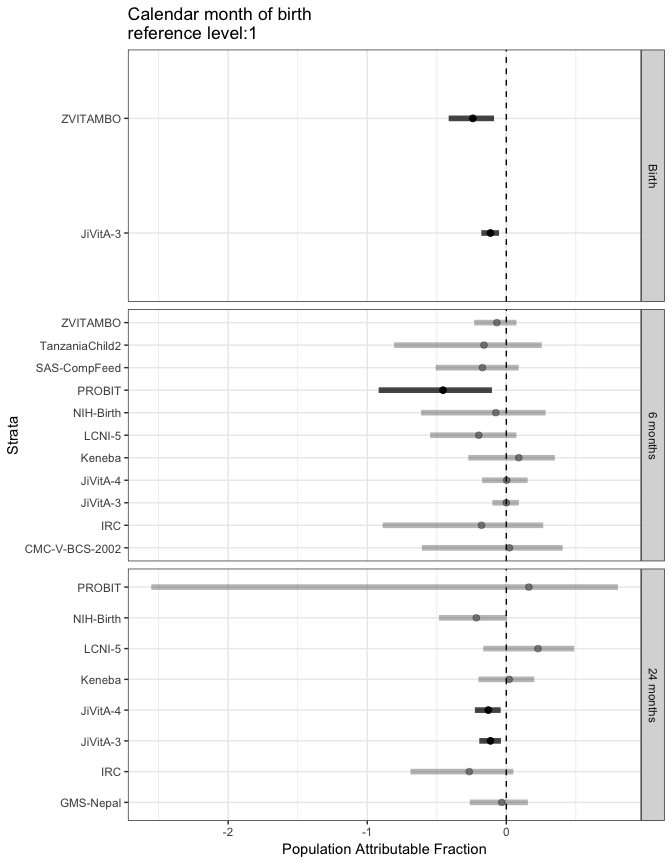 Calendar month of birth
reference level:1
ZVITAMBO
JiVitA-3
Birth
ZVITAMBO
TanzaniaChild2
SAS-CompFeed
PROBIT
NIH-Birth
LCNI-5
Keneba
JiVitA-4
JiVitA-3
IRC
CMC-V-BCS-2002
6 months
PROBIT
NIH-Birth
LCNI-5
Keneba
JiVitA-4
JiVitA-3
IRC
GMS-Nepal
24 months
Strata
-2 -1 0
Population Attributable Fraction